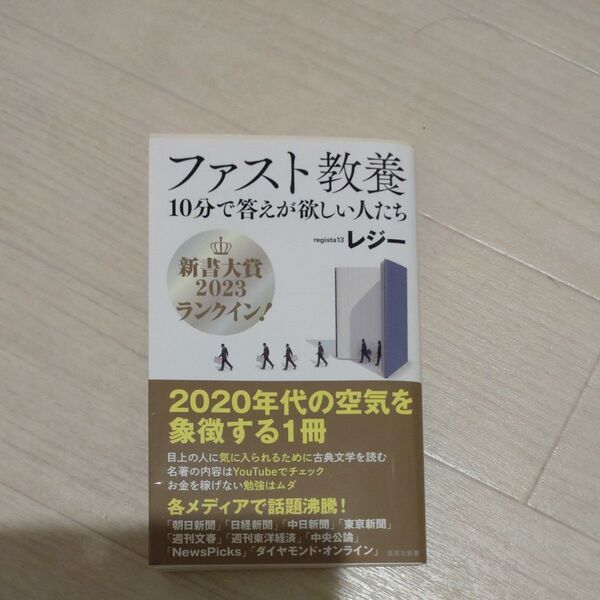 ファスト教養
10分で答えが欲しい人たち
regista13 レジー
新書大賞
2023
ランクイン!
2020年代の空気を
象徴する1冊
目上の人に気に入られるために古典文学を読む
名著の内容はYouTubeでチェック
お金を稼げない勉強はムダ
各メディアで話題沸騰!
「朝日新聞」「日経新聞」「中日新聞」「東京新聞」
「週刊文春」「週刊東洋経済」「中央公論」
「NewsPicks」「ダイヤモンド・オンライン」
集英社新書